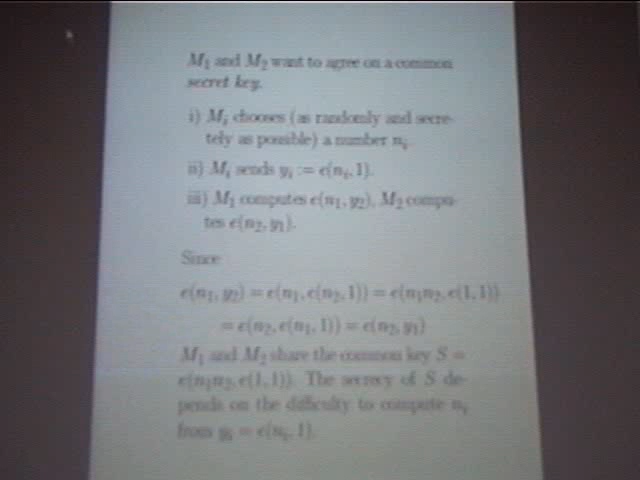 M₁ and M₂ want to agree on a common
secret key.
i) Mᵢ chooses (as randomly and secre-
tely as possible) a number nᵢ.
ii) Mᵢ sends yᵢ := e(nᵢ, 1).
iii) M₁ computes e(n₁, y₂), M₂ compu-
tes e(n₂, y₁).
Since
e(n₁, y₂) = e(n₁, e(n₂, 1)) = e(n₁n₂, e(1, 1))
= e(n₂, e(n₁, 1)) = e(n₂, y₁)
M₁ and M₂ share the common key S =
e(n₁n₂, e(1, 1)). The secrecy of S de-
pends on the difficulty to compute nᵢ
from yᵢ = e(nᵢ, 1).